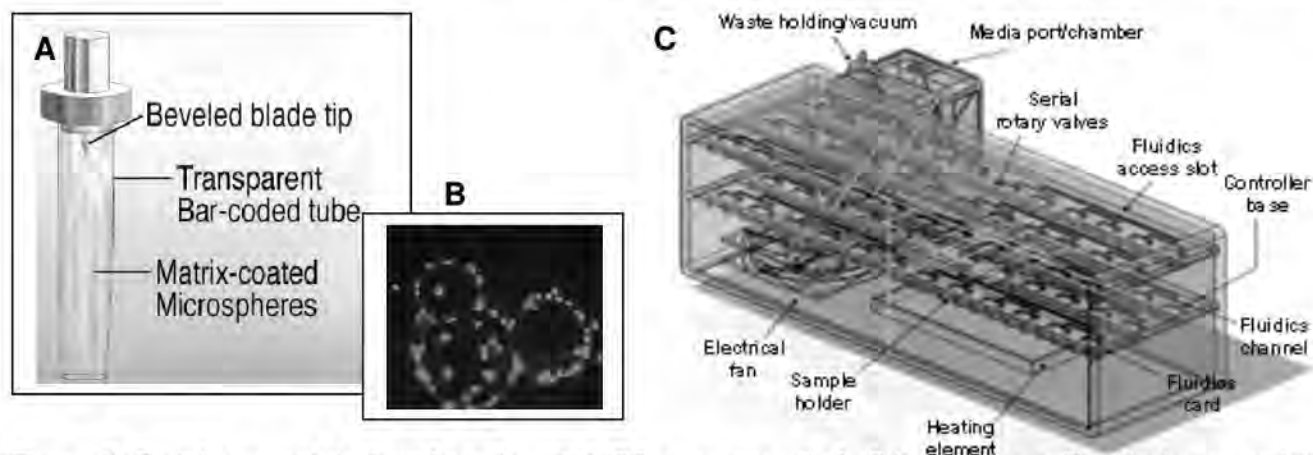 A
Beveled blade tip
Transparent
Bar-coded tube
Matrix-coated
Microspheres
B
C
Waste holding/vacuum
Media port/chamber
Serial
rotary valves
Fluidics
access slot
Controller
base
Fluidics
channel
Fluidics
card
Electrical
fan
Sample
holder
Heating
element